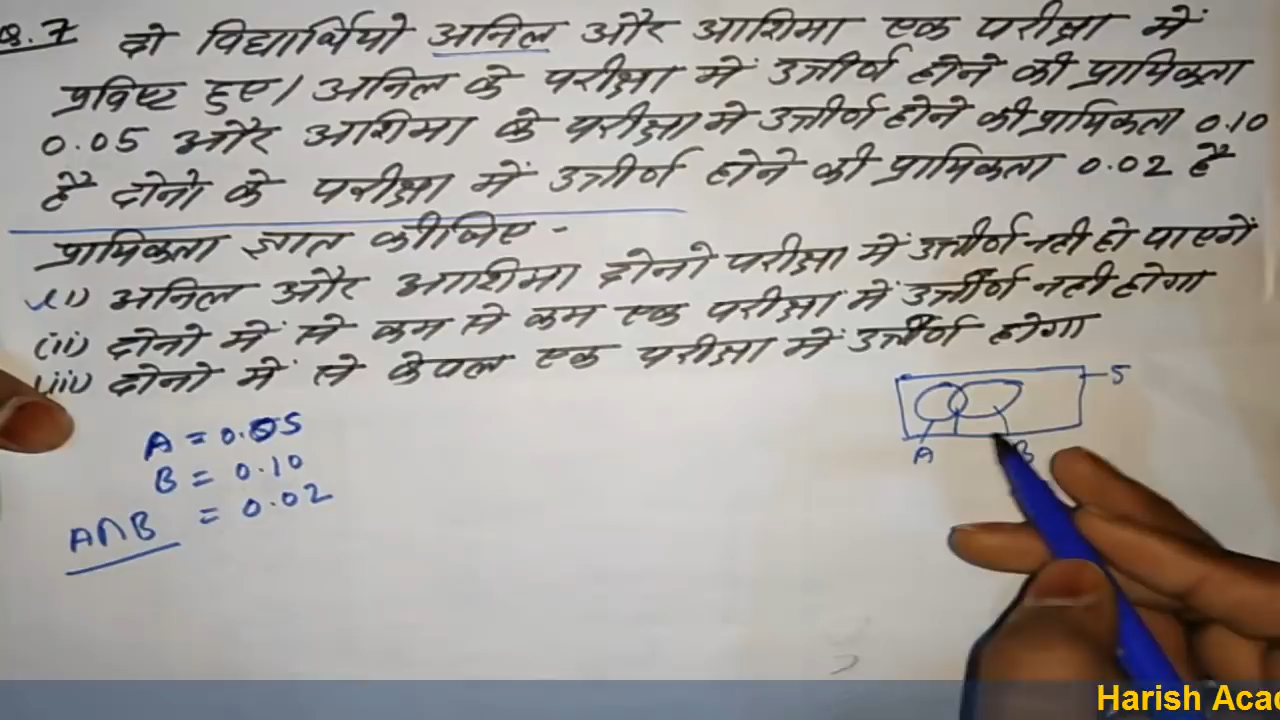 Q.7 दो विद्यार्थियो अनिल और आशिमा एक परीक्षा में
प्रविष्ट हुए। अनिल के परीक्षा में उत्तीर्ण होने की प्रायिकता
0.05 और आशिमा के परीक्षा मे उत्तीर्ण होने की प्रायिकता 0.10
है दोनो के परीक्षा में उत्तीर्ण होने की प्रायिकता 0.02 है
प्रायिकता ज्ञात कीजिए -
(i) अनिल और आशिमा दोनो परीक्षा में उत्तीर्ण नही हो पाएगें
(ii) दोनो में से कम से कम एक परीक्षा में उत्तीर्ण नही होगा
(iii) दोनो में से केवल एक परीक्षा में उत्तीर्ण होगा
S
A B
A = 0.05
B = 0.10
A∩B = 0.02
Harish Aca